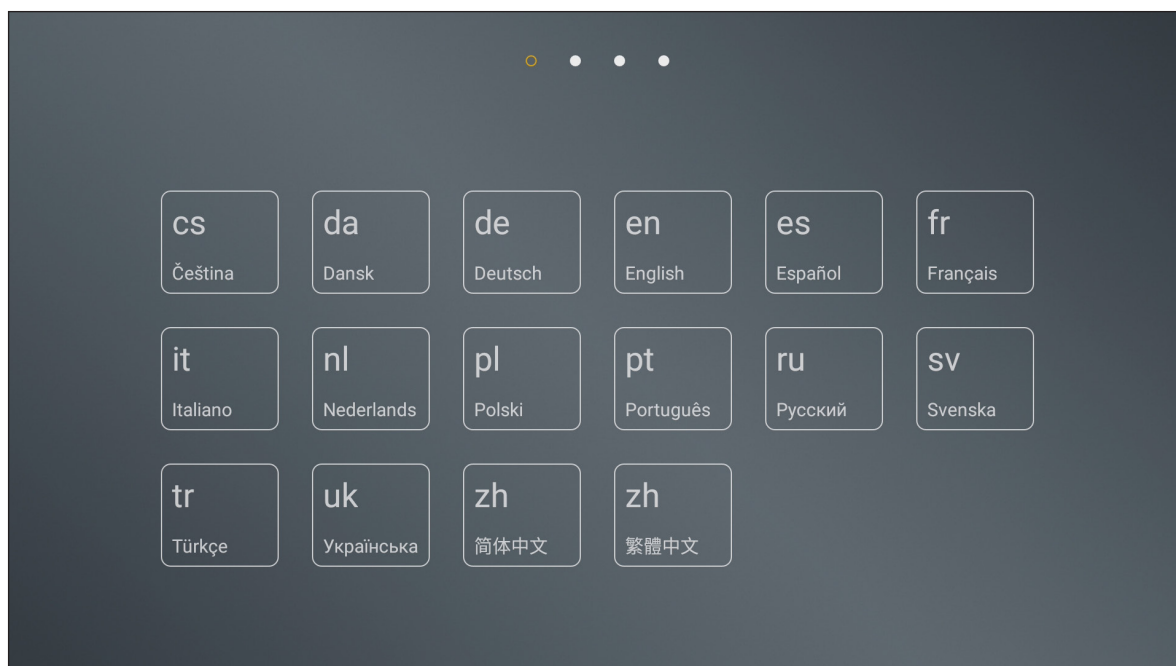 cs
Čeština
da
Dansk
de
Deutsch
en
English
es
Español
fr
Français
it
Italiano
nl
Nederlands
pl
Polski
pt
Português
ru
Русский
sv
Svenska
tr
Türkçe
uk
Українська
zh
简体中文
zh
繁體中文